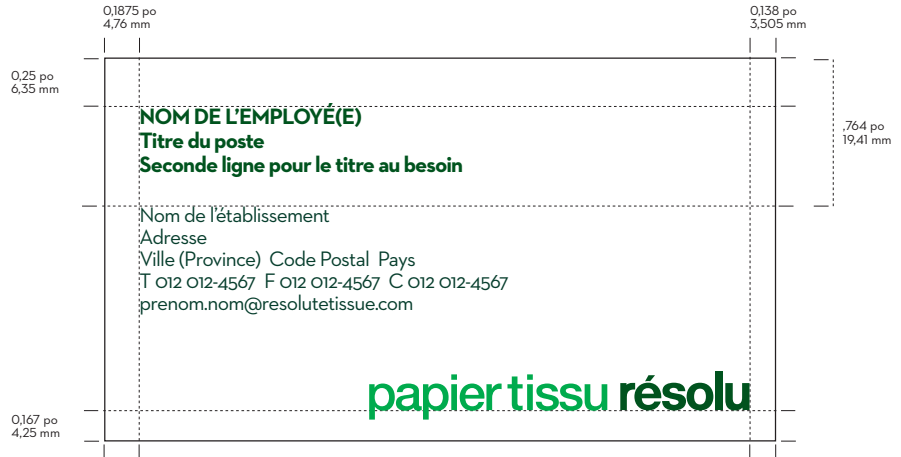 0,1875 po
4,76 mm
0,138 po
3,505 mm
0,25 po
6,35 mm
,764 po
19,41 mm
NOM DE L'EMPLOYÉ(E)
Titre du poste
Seconde ligne pour le titre au besoin
Nom de l'établissement
Adresse
Ville (Province)  Code Postal  Pays
T 012 012-4567  F 012 012-4567  C 012 012-4567
prenom.nom@resolutetissue.com
papier tissu résolu
0,167 po
4,25 mm